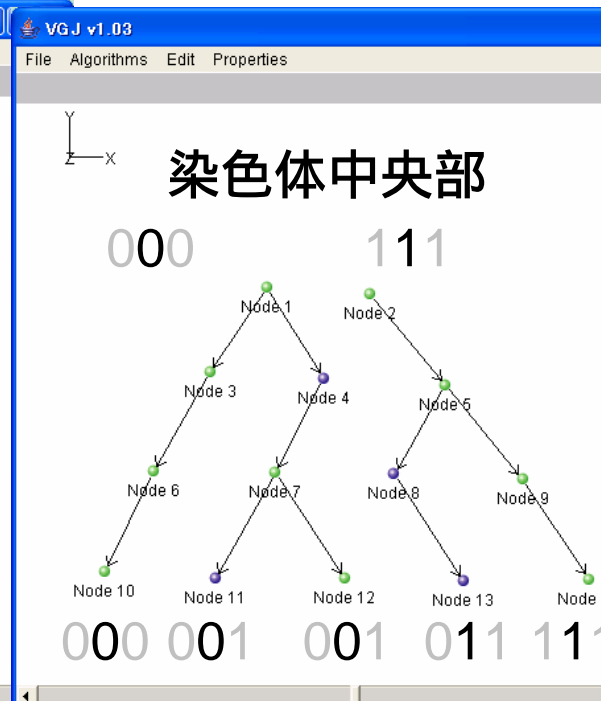 VGJ v1.03
File Algorithms Edit Properties
Y
Z X
染色体中央部
000 111
Node 1 Node 2
Node 3 Node 4 Node 5
Node 6 Node 7 Node 8 Node 9
Node 10 Node 11 Node 12 Node 13 Node
000 001 001 011 111